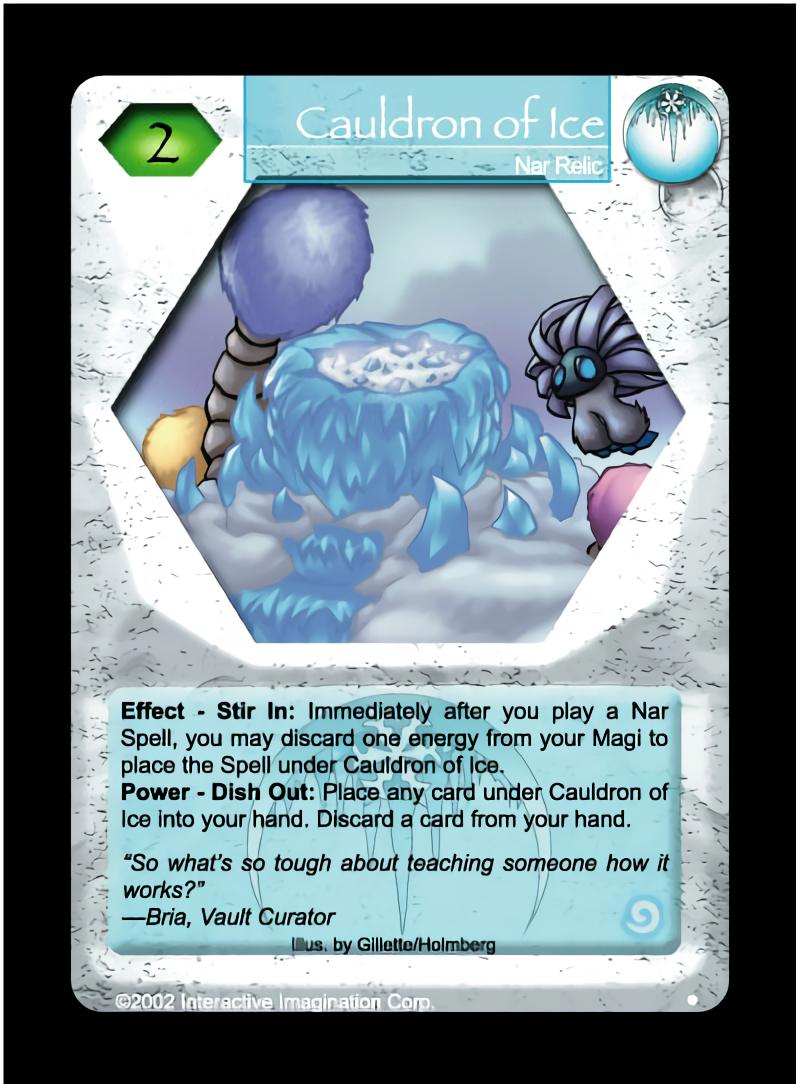 2
Cauldron of Ice
Nar Relic
Effect - Stir In: Immediately after you play a Nar
Spell, you may discard one energy from your Magi to
place the Spell under Cauldron of Ice.
Power - Dish Out: Place any card under Cauldron of
Ice into your hand. Discard a card from your hand.
"So what's so tough about teaching someone how it
works?"
—Bria, Vault Curator
Illus. by Gillette/Holmberg
©2002 Interactive Imagination Corp.